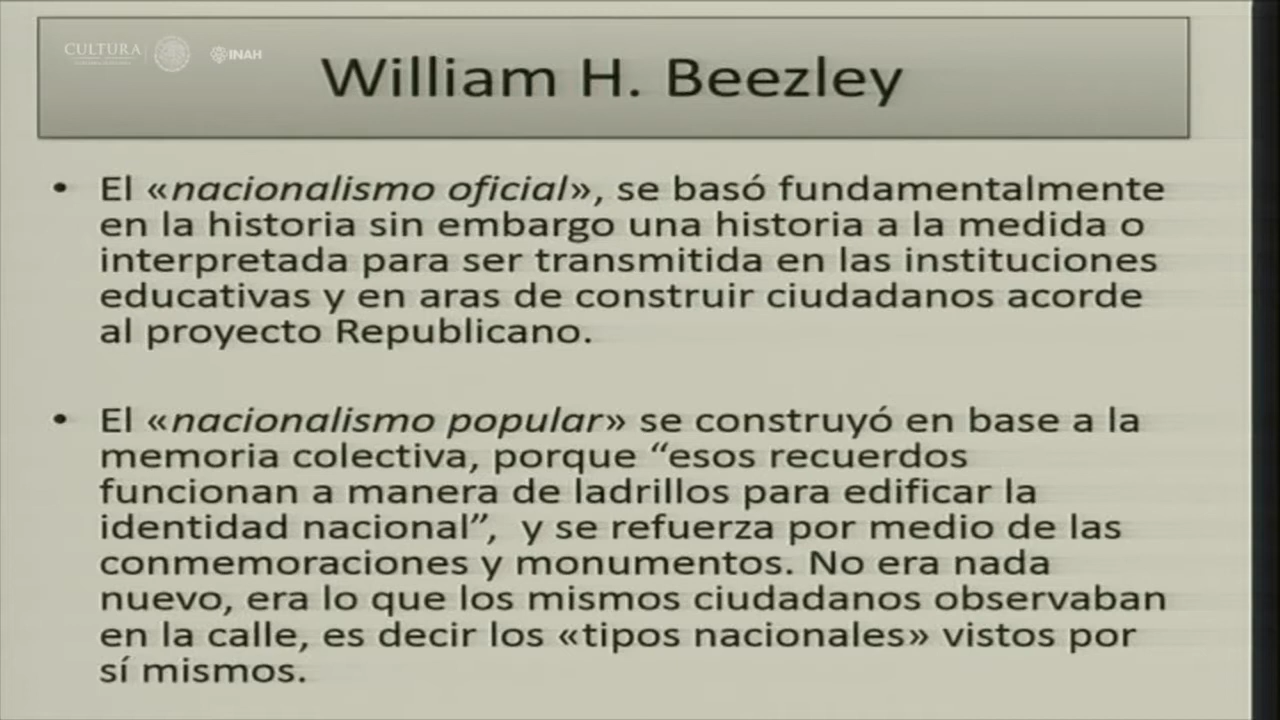 CULTURA
INAH
William H. Beezley
• El «nacionalismo oficial», se basó fundamentalmente
en la historia sin embargo una historia a la medida o
interpretada para ser transmitida en las instituciones
educativas y en aras de construir ciudadanos acorde
al proyecto Republicano.
• El «nacionalismo popular» se construyó en base a la
memoria colectiva, porque “esos recuerdos
funcionan a manera de ladrillos para edificar la
identidad nacional”, y se refuerza por medio de las
conmemoraciones y monumentos. No era nada
nuevo, era lo que los mismos ciudadanos observaban
en la calle, es decir los «tipos nacionales» vistos por
sí mismos.